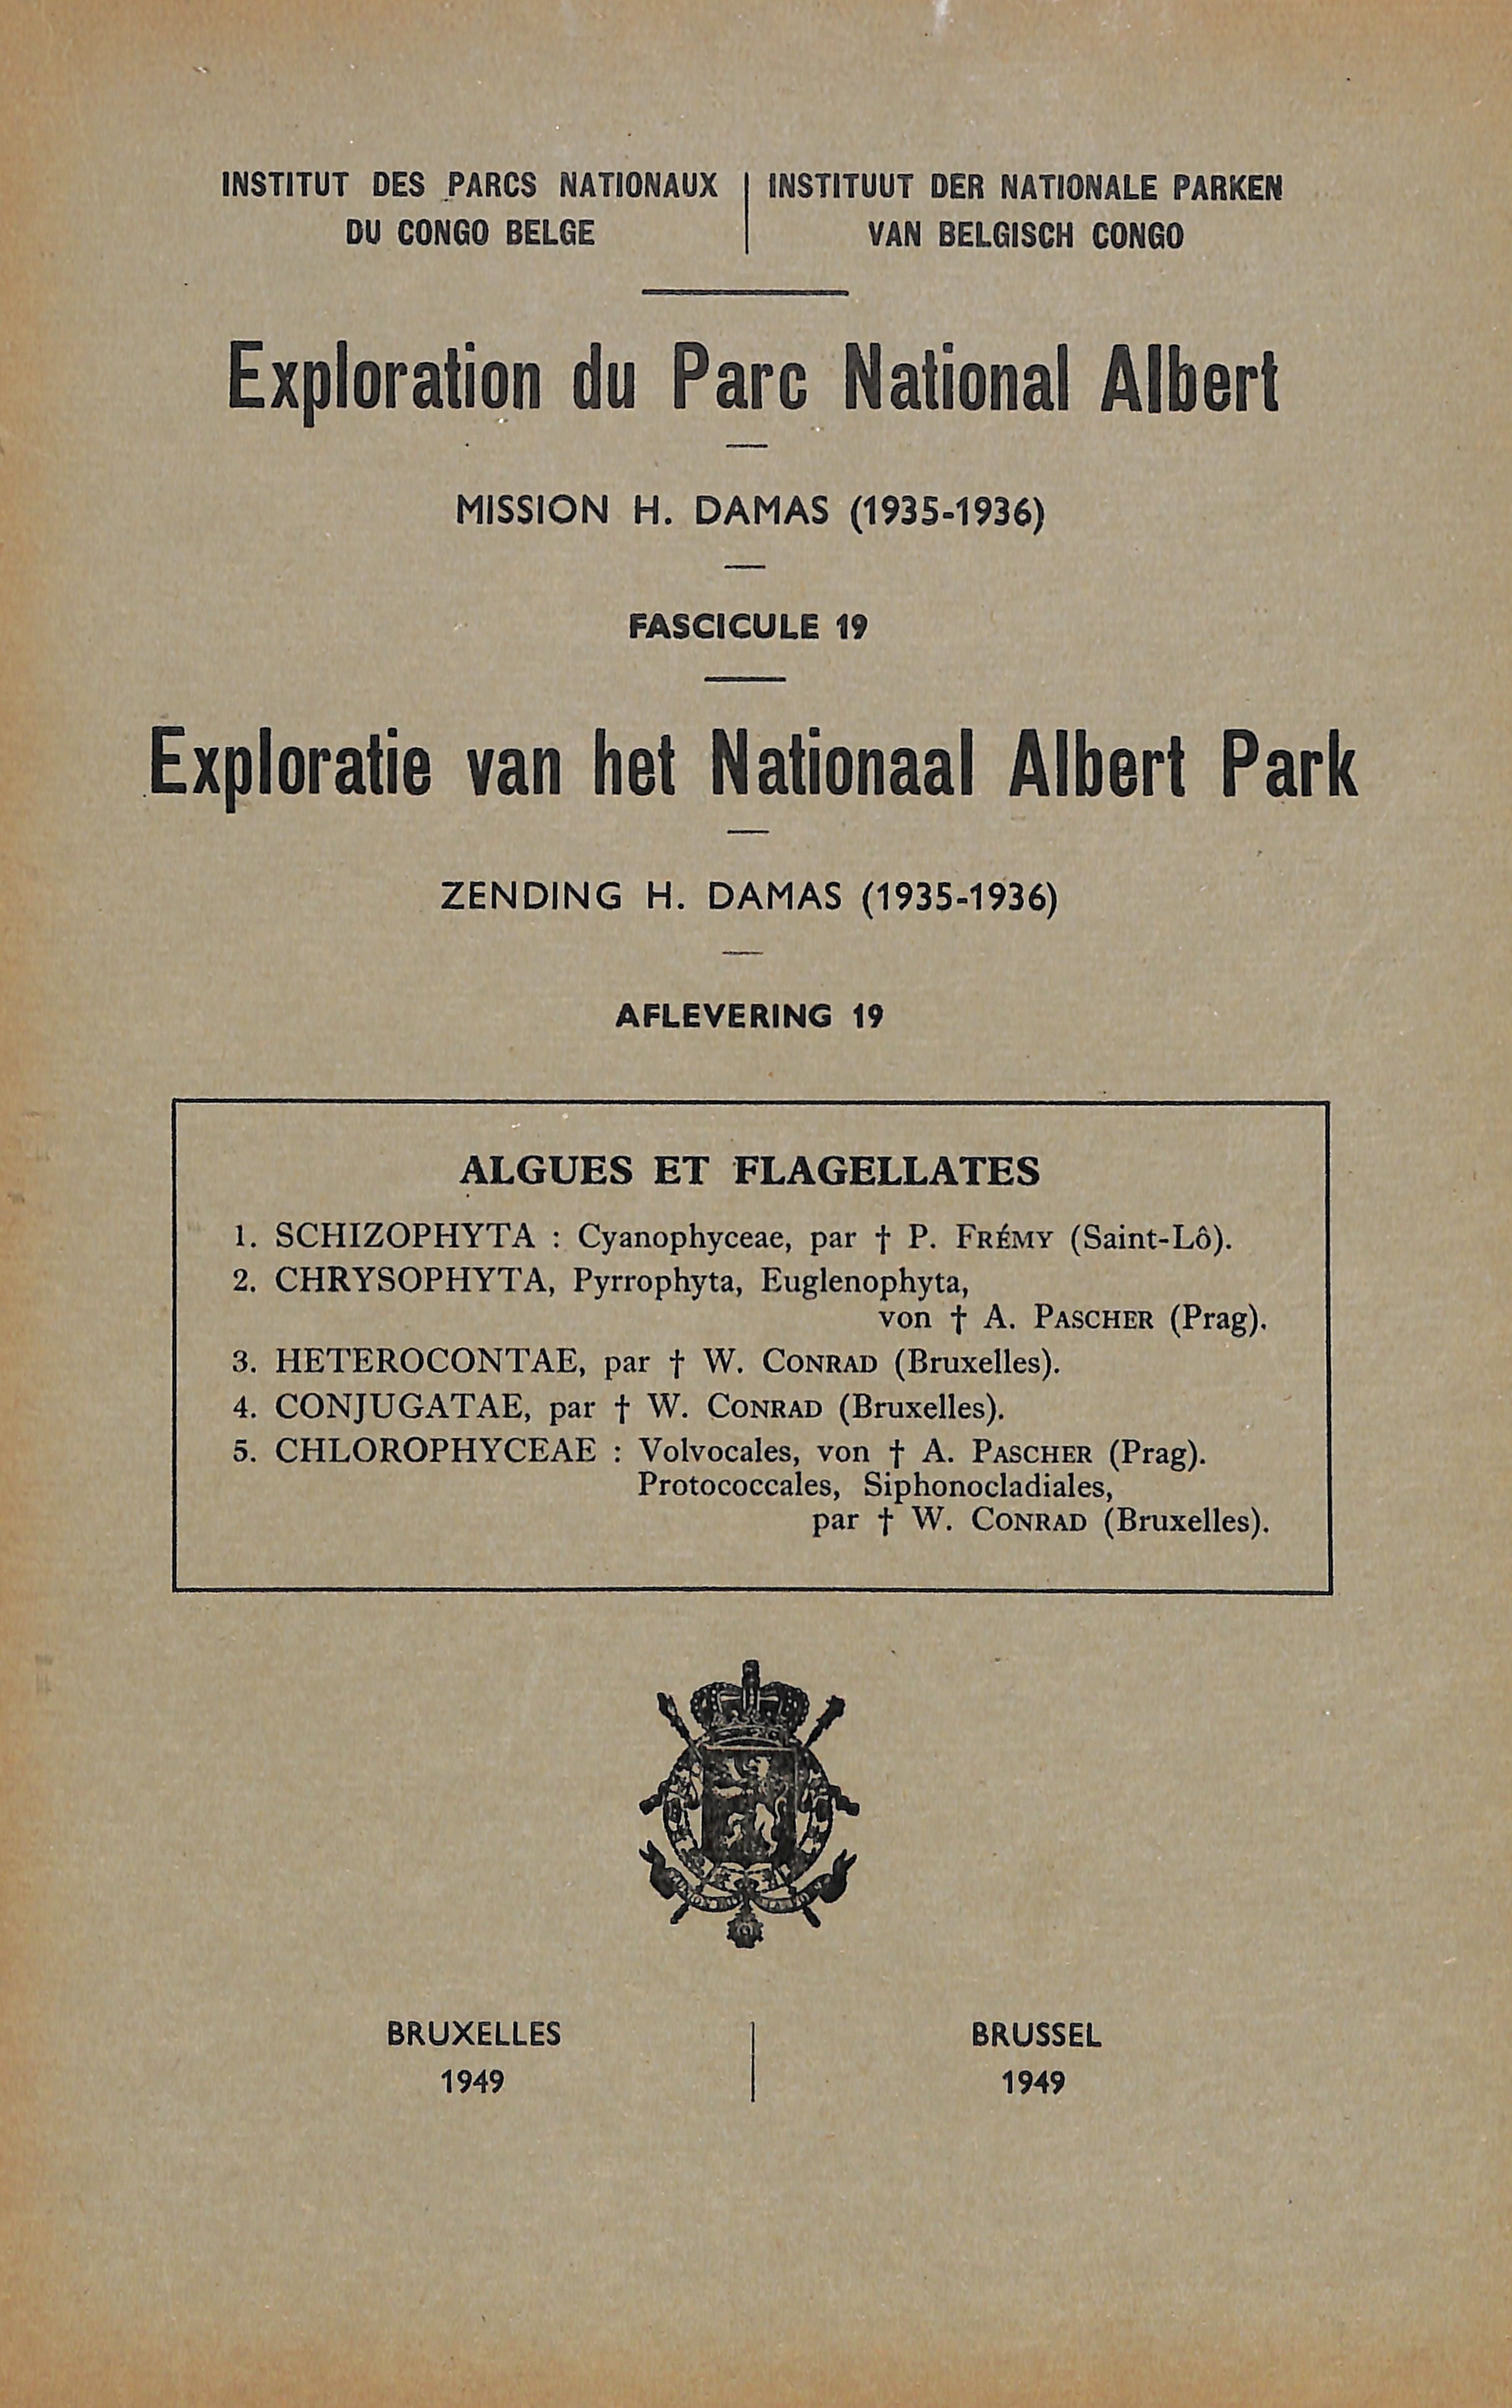 INSTITUT DES PARCS NATIONAUX
DU CONGO BELGE
INSTITUUT DER NATIONALE PARKEN
VAN BELGISCH CONGO
Exploration du Parc National Albert
MISSION H. DAMAS (1935-1936)
FASCICULE 19
Exploratie van het Nationaal Albert Park
ZENDING H. DAMAS (1935-1936)
AFLEVERING 19
ALGUES ET FLAGELLATES
1. SCHIZOPHYTA : Cyanophyceae, par † P. FRÉMY (Saint-Lô).
2. CHRYSOPHYTA, Pyrrophyta, Euglenophyta,
von † A. PASCHER (Prag).
3. HETEROCONTAE, par † W. CONRAD (Bruxelles).
4. CONJUGATAE, par † W. CONRAD (Bruxelles).
5. CHLOROPHYCEAE : Volvocales, von † A. PASCHER (Prag).
Protococcales, Siphonocladiales,
par † W. CONRAD (Bruxelles).
BRUXELLES
1949
BRUSSEL
1949